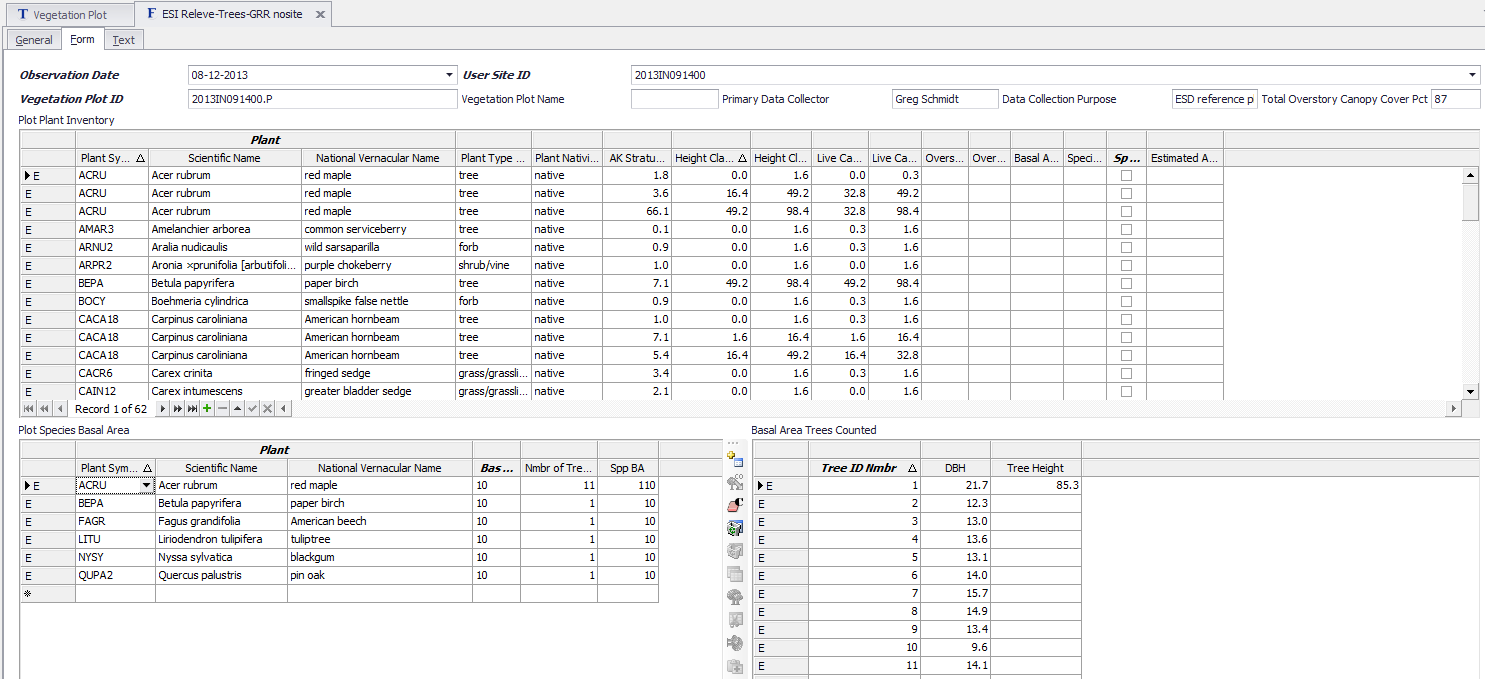 T Vegetation Plot F ESI Releve-Trees-GRR nosite
General Form Text
Observation Date 08-12-2013 User Site ID 2013IN091400
Vegetation Plot ID 2013IN091400.P Vegetation Plot Name Primary Data Collector Greg Schmidt Data Collection Purpose ESD reference p Total Overstory Canopy Cover Pct 87
Plot Plant Inventory
Plant
Plant Sy... Scientific Name National Vernacular Name Plant Type ... Plant Nativi... AK Stratu... Height Cla... Height Cl... Live Ca... Live Ca... Overs... Over... Basal A... Speci... Sp ... Estimated A...
E ACRU Acer rubrum red maple tree native 1.8 0.0 1.6 0.0 0.3
E ACRU Acer rubrum red maple tree native 3.6 16.4 49.2 32.8 49.2
E ACRU Acer rubrum red maple tree native 66.1 49.2 98.4 32.8 98.4
E AMAR3 Amelanchier arborea common serviceberry tree native 0.1 0.0 1.6 0.3 1.6
E ARNU2 Aralia nudicaulis wild sarsaparilla forb native 0.9 0.0 1.6 0.3 1.6
E ARPR2 Aronia ×prunifolia [arbutifoli... purple chokeberry shrub/vine native 1.0 0.0 1.6 0.0 1.6
E BEPA Betula papyrifera paper birch tree native 7.1 49.2 98.4 49.2 98.4
E BOCY Boehmeria cylindrica smallspike false nettle forb native 0.9 0.0 1.6 0.3 1.6
E CACA18 Carpinus caroliniana American hornbeam tree native 1.0 0.0 1.6 0.3 1.6
E CACA18 Carpinus caroliniana American hornbeam tree native 7.1 1.6 16.4 1.6 16.4
E CACA18 Carpinus caroliniana American hornbeam tree native 5.4 16.4 49.2 16.4 32.8
E CACR6 Carex crinita fringed sedge grass/grassli... native 3.4 0.0 1.6 0.3 1.6
E CAIN12 Carex intumescens greater bladder sedge grass/grassli... native 2.1 0.0 1.6 0.0 1.6
Record 1 of 62
Plot Species Basal Area Basal Area Trees Counted
Plant
Plant Sym... Scientific Name National Vernacular Name Bas ... Nmbr of Tre... Spp BA Tree ID Nmbr DBH Tree Height
E ACRU Acer rubrum red maple 10 11 110 E 1 21.7 85.3
E BEPA Betula papyrifera paper birch 10 1 10 E 2 12.3
E FAGR Fagus grandifolia American beech 10 1 10 E 3 13.0
E LITU Liriodendron tulipifera tuliptree 10 1 10 E 4 13.6
E NYSY Nyssa sylvatica blackgum 10 1 10 E 5 13.1
E QUPA2 Quercus palustris pin oak 10 1 10 E 6 14.0
E 7 15.7
E 8 14.9
E 9 13.4
E 10 9.6
E 11 14.1